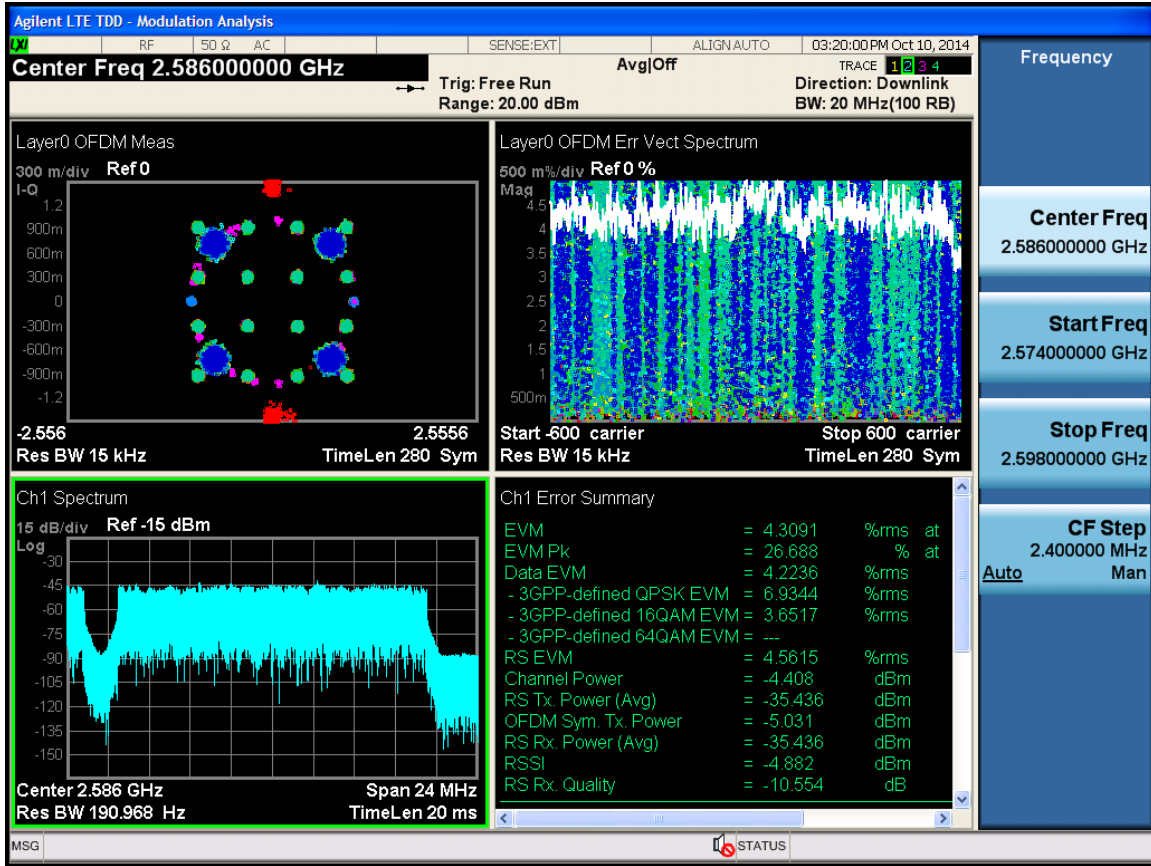 Agilent LTE TDD - Modulation Analysis
LXI RF 50 Ω AC SENSE:EXT ALIGN AUTO 03:20:00 PM Oct 10, 2014
Center Freq 2.586000000 GHz
Avg|Off
TRACE 1 2 3 4
Trig: Free Run
Direction: Downlink
Range: 20.00 dBm
BW: 20 MHz(100 RB)
Layer0 OFDM Meas
300 m/div Ref 0
I-Q
1.2
900m
600m
300m
0
-300m
-600m
-900m
-1.2
-2.556 2.5556
Res BW 15 kHz TimeLen 280 Sym
Layer0 OFDM Err Vect Spectrum
500 m%/div Ref 0 %
Mag
4.5
4
3.5
3
2.5
2
1.5
1
500m
Start -600 carrier Stop 600 carrier
Res BW 15 kHz TimeLen 280 Sym
Ch1 Spectrum
15 dB/div Ref -15 dBm
Log
-30
-45
-60
-75
-90
-105
-120
-135
-150
Center 2.586 GHz Span 24 MHz
Res BW 190.968 Hz TimeLen 20 ms
Ch1 Error Summary
EVM = 4.3091 %rms at
EVM Pk = 26.688 % at
Data EVM = 4.2236 %rms
- 3GPP-defined QPSK EVM = 6.9344 %rms
- 3GPP-defined 16QAM EVM = 3.6517 %rms
- 3GPP-defined 64QAM EVM = ---
RS EVM = 4.5615 %rms
Channel Power = -4.408 dBm
RS Tx. Power (Avg) = -35.436 dBm
OFDM Sym. Tx. Power = -5.031 dBm
RS Rx. Power (Avg) = -35.436 dBm
RSSI = -4.882 dBm
RS Rx. Quality = -10.554 dB
Frequency
Center Freq
2.586000000 GHz
Start Freq
2.574000000 GHz
Stop Freq
2.598000000 GHz
CF Step
2.400000 MHz
Auto Man
MSG STATUS